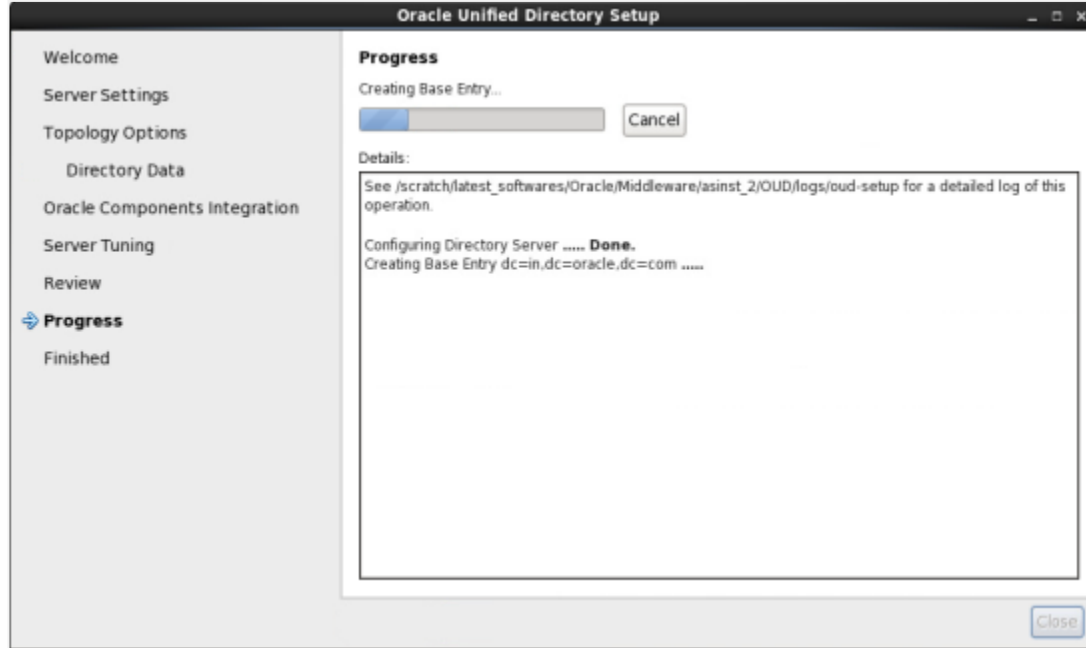 Oracle Unified Directory Setup
Welcome
Server Settings
Topology Options
Directory Data
Oracle Components Integration
Server Tuning
Review
Progress
Finished
Progress
Creating Base Entry...
Cancel
Details:
See /scratch/latest_softwares/Oracle/Middleware/asinst_2/OUD/logs/oud-setup for a detailed log of this
operation.
Configuring Directory Server ..... Done.
Creating Base Entry dc=in,dc=oracle,dc=com .....
Close